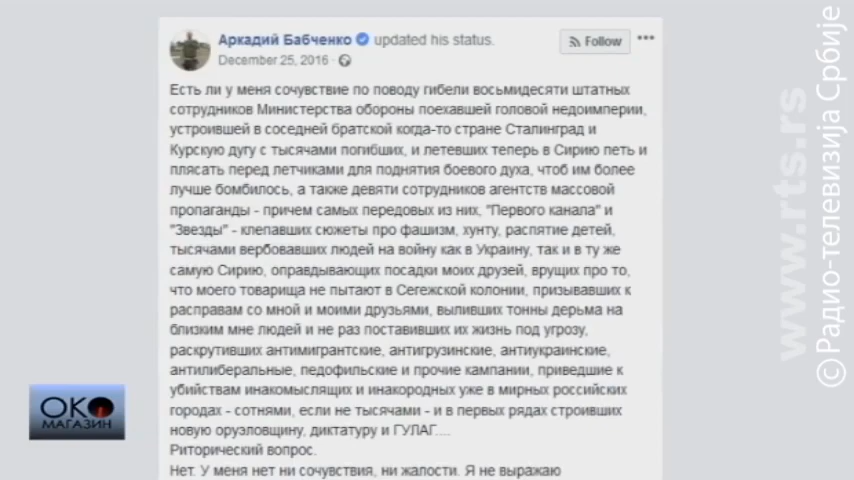 Аркадий Бабченко updated his status.
December 25, 2016
Follow
Есть ли у меня сочувствие по поводу гибели восьмидесяти штатных
сотрудников Министерства обороны поехавшей головой недоимперии,
устроившей в соседней братской когда-то стране Сталинград и
Курскую дугу с тысячами погибших, и летевших теперь в Сирию петь и
плясать перед летчиками для поднятия боевого духа, чтоб им более
лучше бомбилось, а также девяти сотрудников агентств массовой
пропаганды - причем самых передовых из них, "Первого канала" и
"Звезды" - клепавших сюжеты про фашизм, хунту, распятие детей,
тысячами вербовавших людей на войну как в Украину, так и в ту же
самую Сирию, оправдывающих посадки моих друзей, врущих про то,
что моего товарища не пытают в Сегежской колонии, призывавших к
расправам со мной и моими друзьями, выливших тонны дерьма на
близким мне людей и не раз поставивших их жизнь под угрозу,
раскрутивших антимигрантские, антигрузинские, антиукраинские,
антилиберальные, педофильские и прочие кампании, приведшие к
убийствам инакомыслящих и инакородных уже в мирных российских
городах - сотнями, если не тысячами - и в первых рядах строивших
новую оруэловщину, диктатуру и ГУЛАГ....
Риторический вопрос.
Нет. У меня нет ни сочувствия, ни жалости. Я не выражаю
ОКО
МАГАЗИН
www.rts.rs
© Радио-телевизија Србије